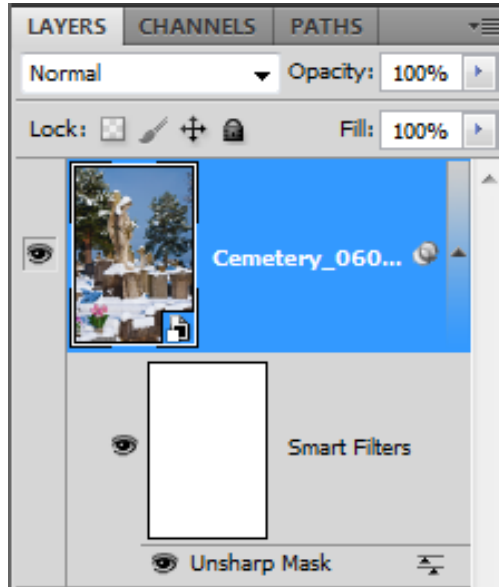 LAYERS CHANNELS PATHS
Normal Opacity: 100%
Lock: Fill: 100%
Cemetery_060...
Smart Filters
Unsharp Mask